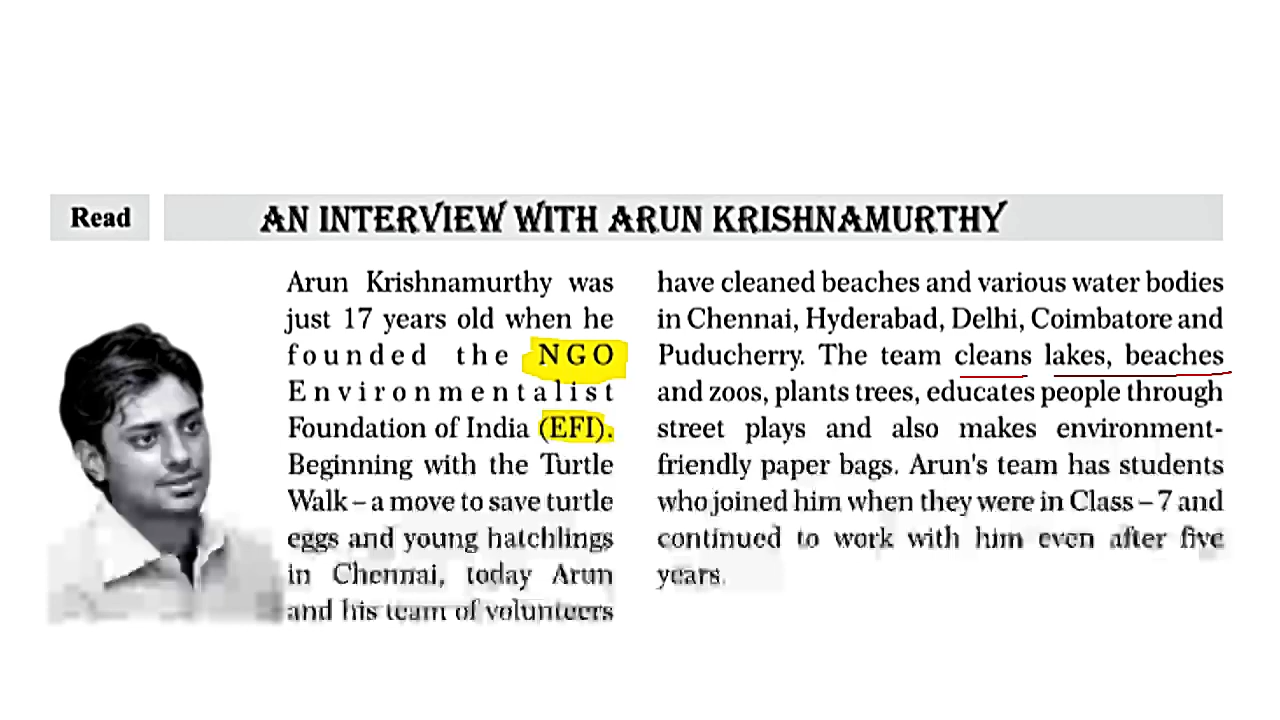 Read
AN INTERVIEW WITH ARUN KRISHNAMURTHY
Arun Krishnamurthy was
just 17 years old when he
founded the NGO
Environmentalist
Foundation of India (EFI).
Beginning with the Turtle
Walk – a move to save turtle
eggs and young hatchlings
in Chennai, today Arun
and his team of volunteers
have cleaned beaches and various water bodies
in Chennai, Hyderabad, Delhi, Coimbatore and
Puducherry. The team cleans lakes, beaches
and zoos, plants trees, educates people through
street plays and also makes environment-
friendly paper bags. Arun's team has students
who joined him when they were in Class – 7 and
continued to work with him even after five
years.